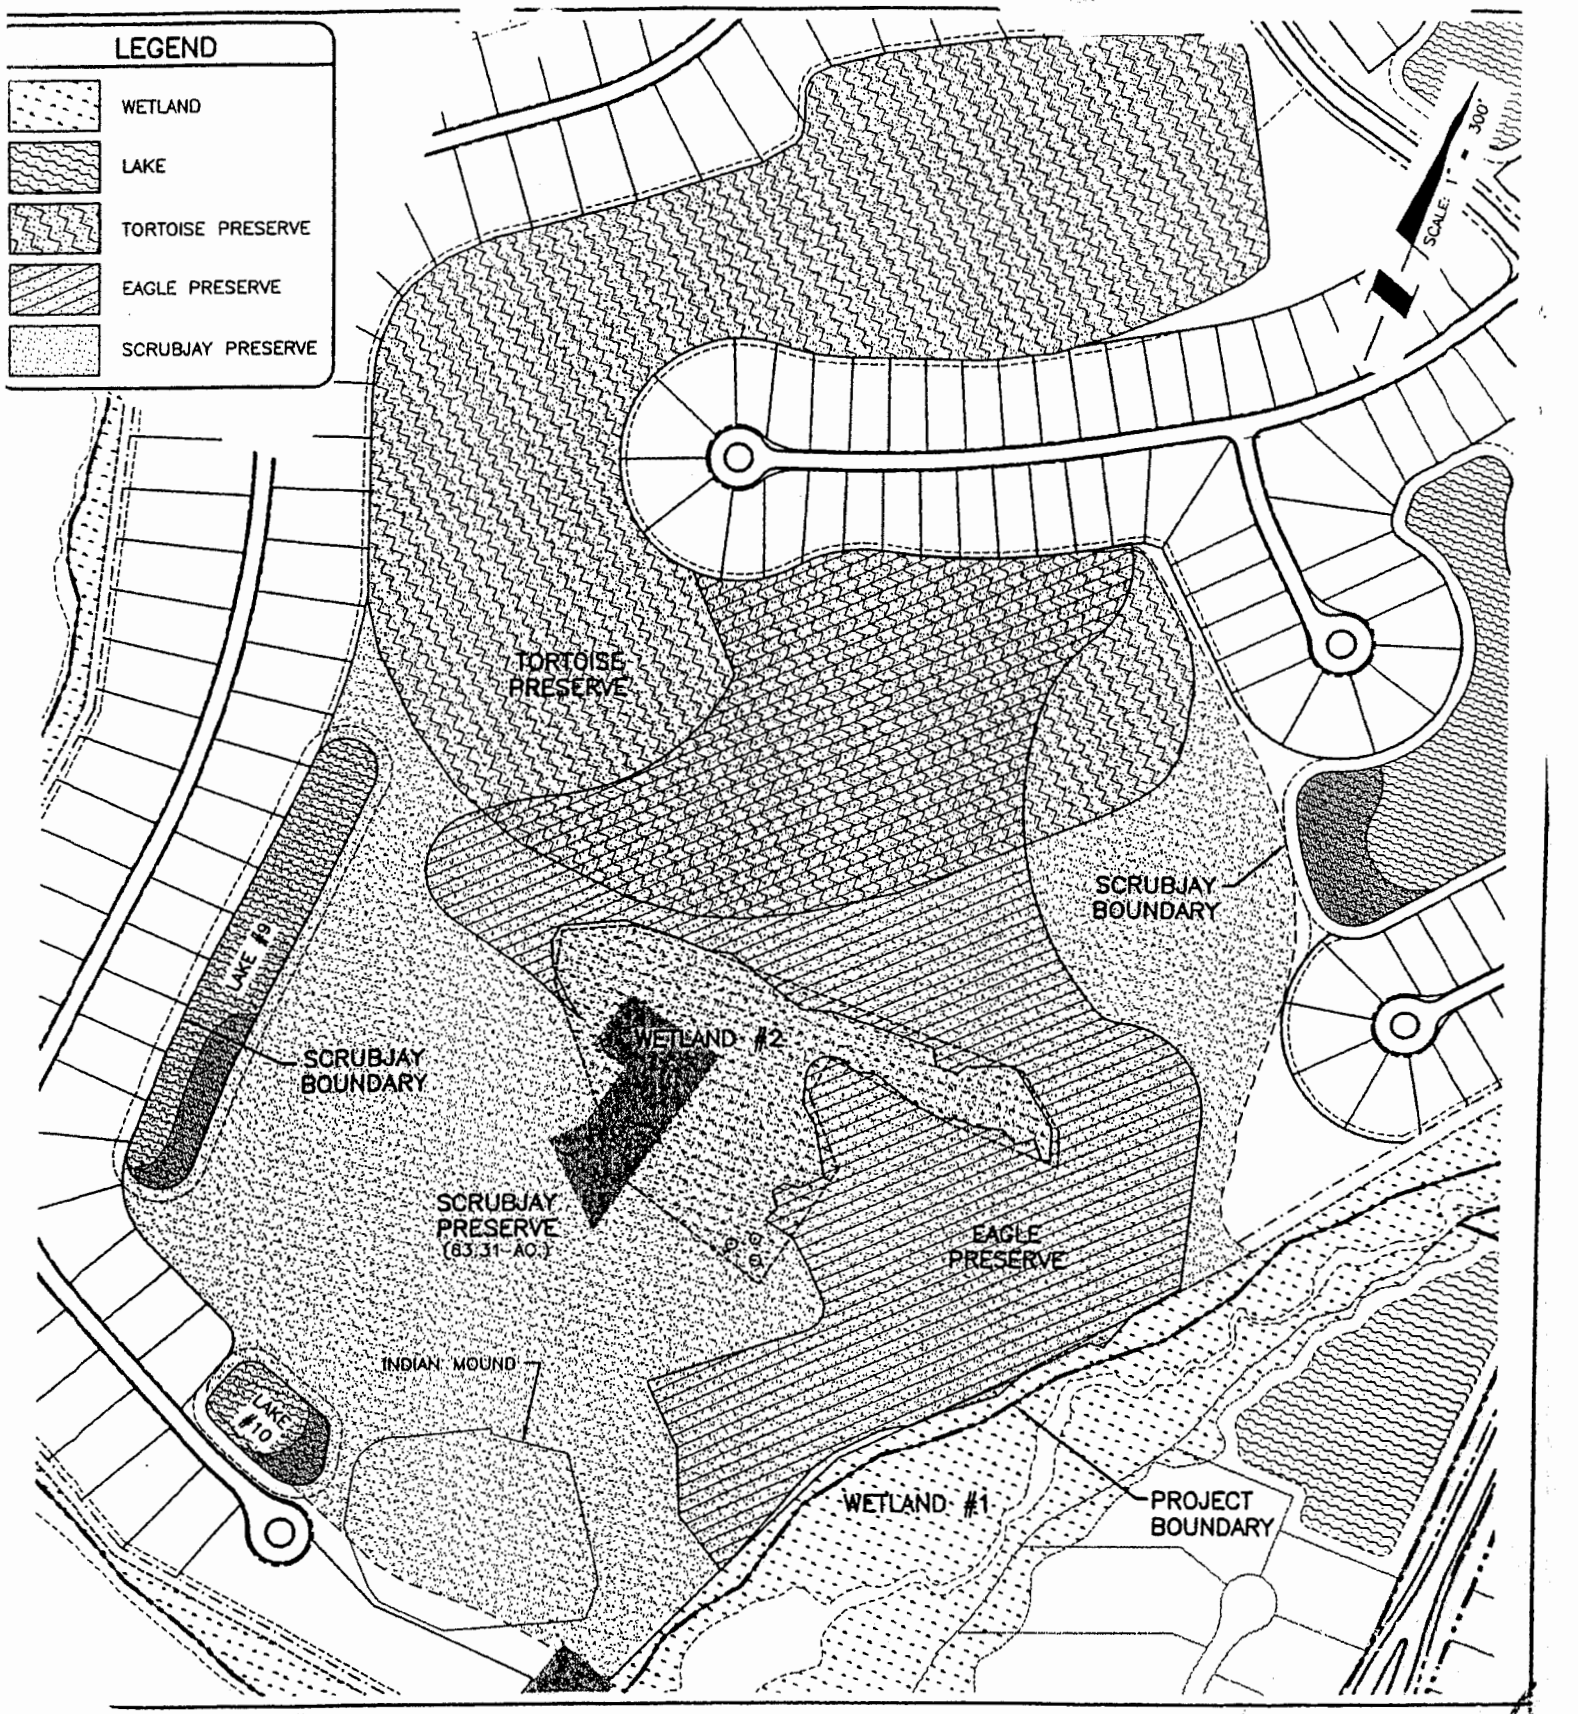 LEGEND
WETLAND
LAKE
TORTOISE PRESERVE
EAGLE PRESERVE
SCRUBJAY PRESERVE
SCALE: 1" = 300'
TORTOISE
PRESERVE
SCRUBJAY
BOUNDARY
LAKE #9
WETLAND #2
SCRUBJAY
BOUNDARY
SCRUBJAY
PRESERVE
(63.31 AC.)
EAGLE
PRESERVE
INDIAN MOUND
LAKE
#10
WETLAND #1
PROJECT
BOUNDARY